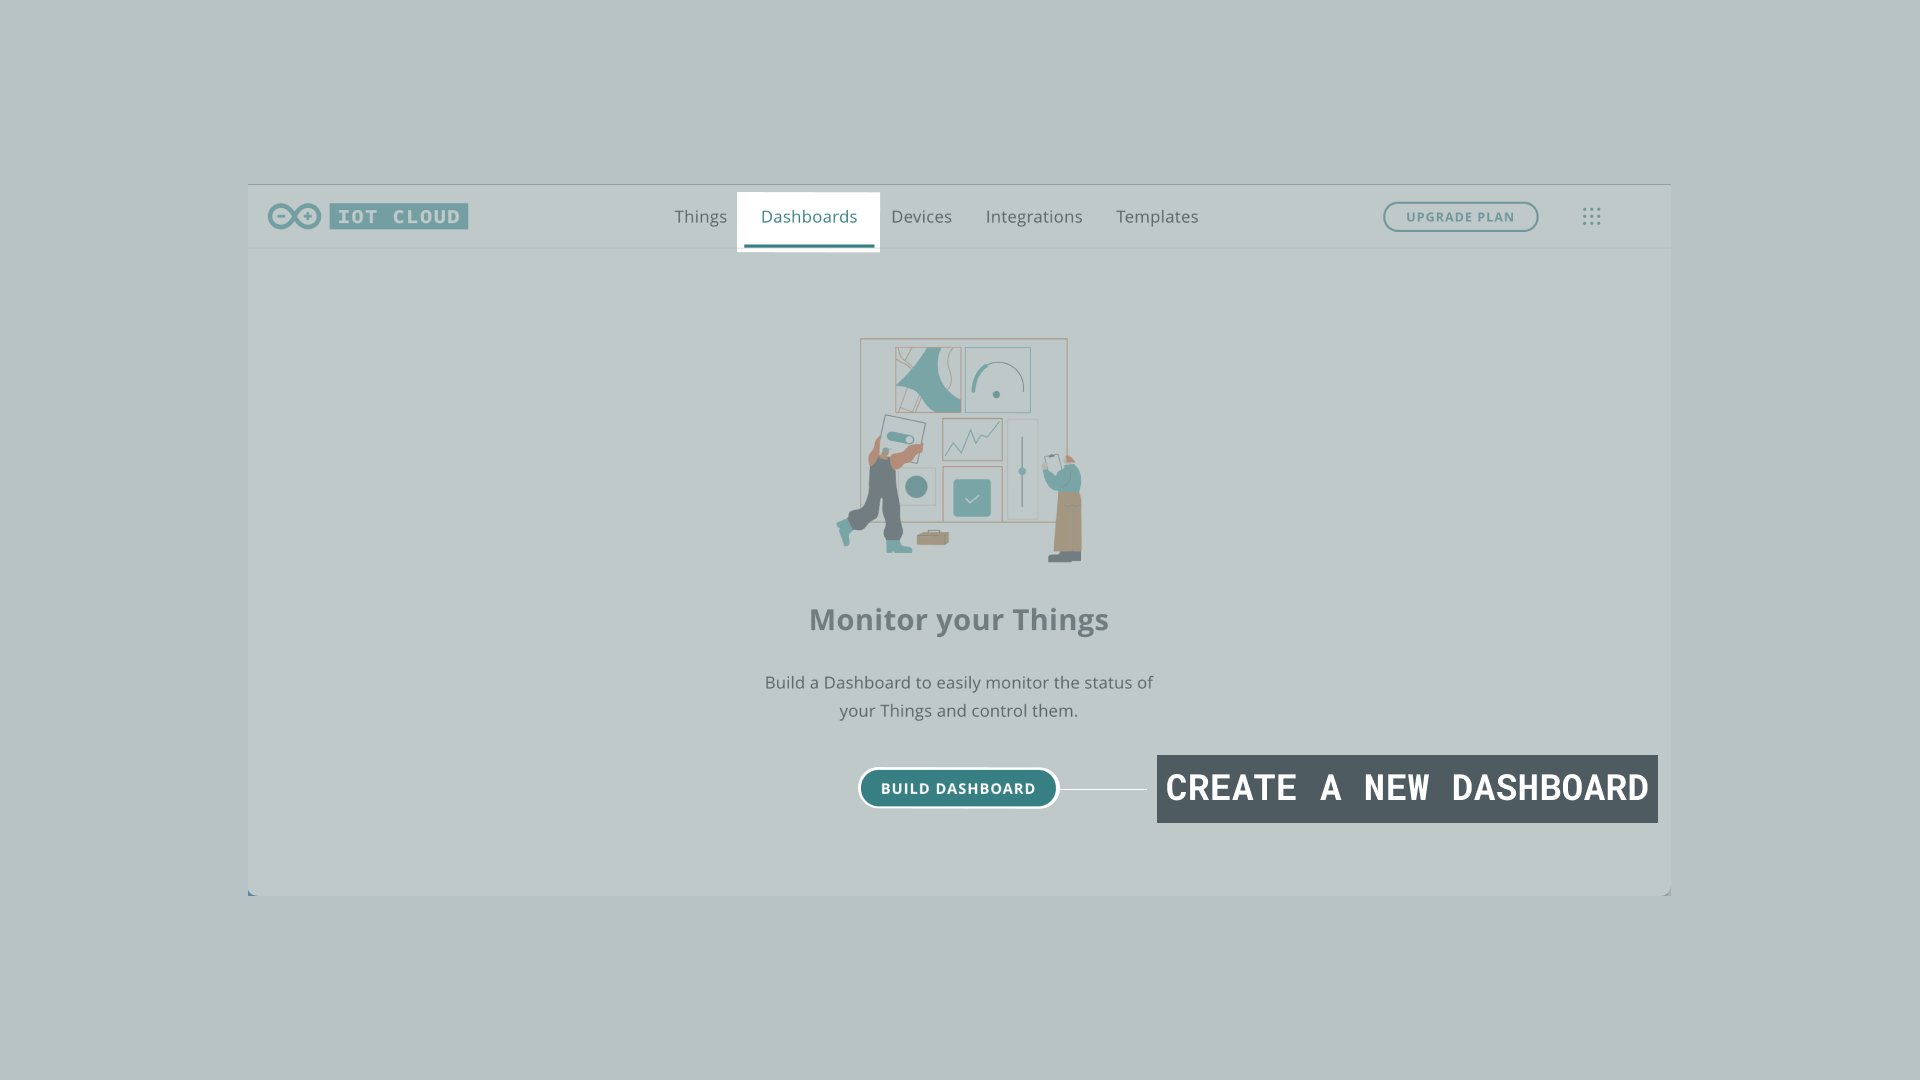 IOT CLOUD
Things Dashboards Devices Integrations Templates
UPGRADE PLAN
Monitor your Things
Build a Dashboard to easily monitor the status of
your Things and control them.
BUILD DASHBOARD
CREATE A NEW DASHBOARD